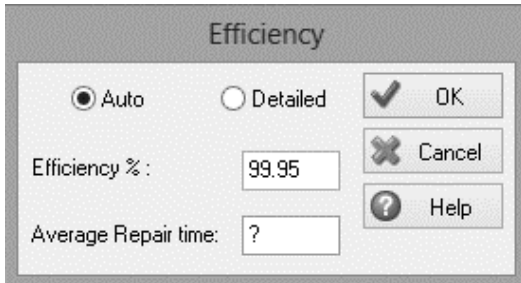 Efficiency
Auto
Detailed
OK
Efficiency % :
99.95
Cancel
Help
Average Repair time:
?